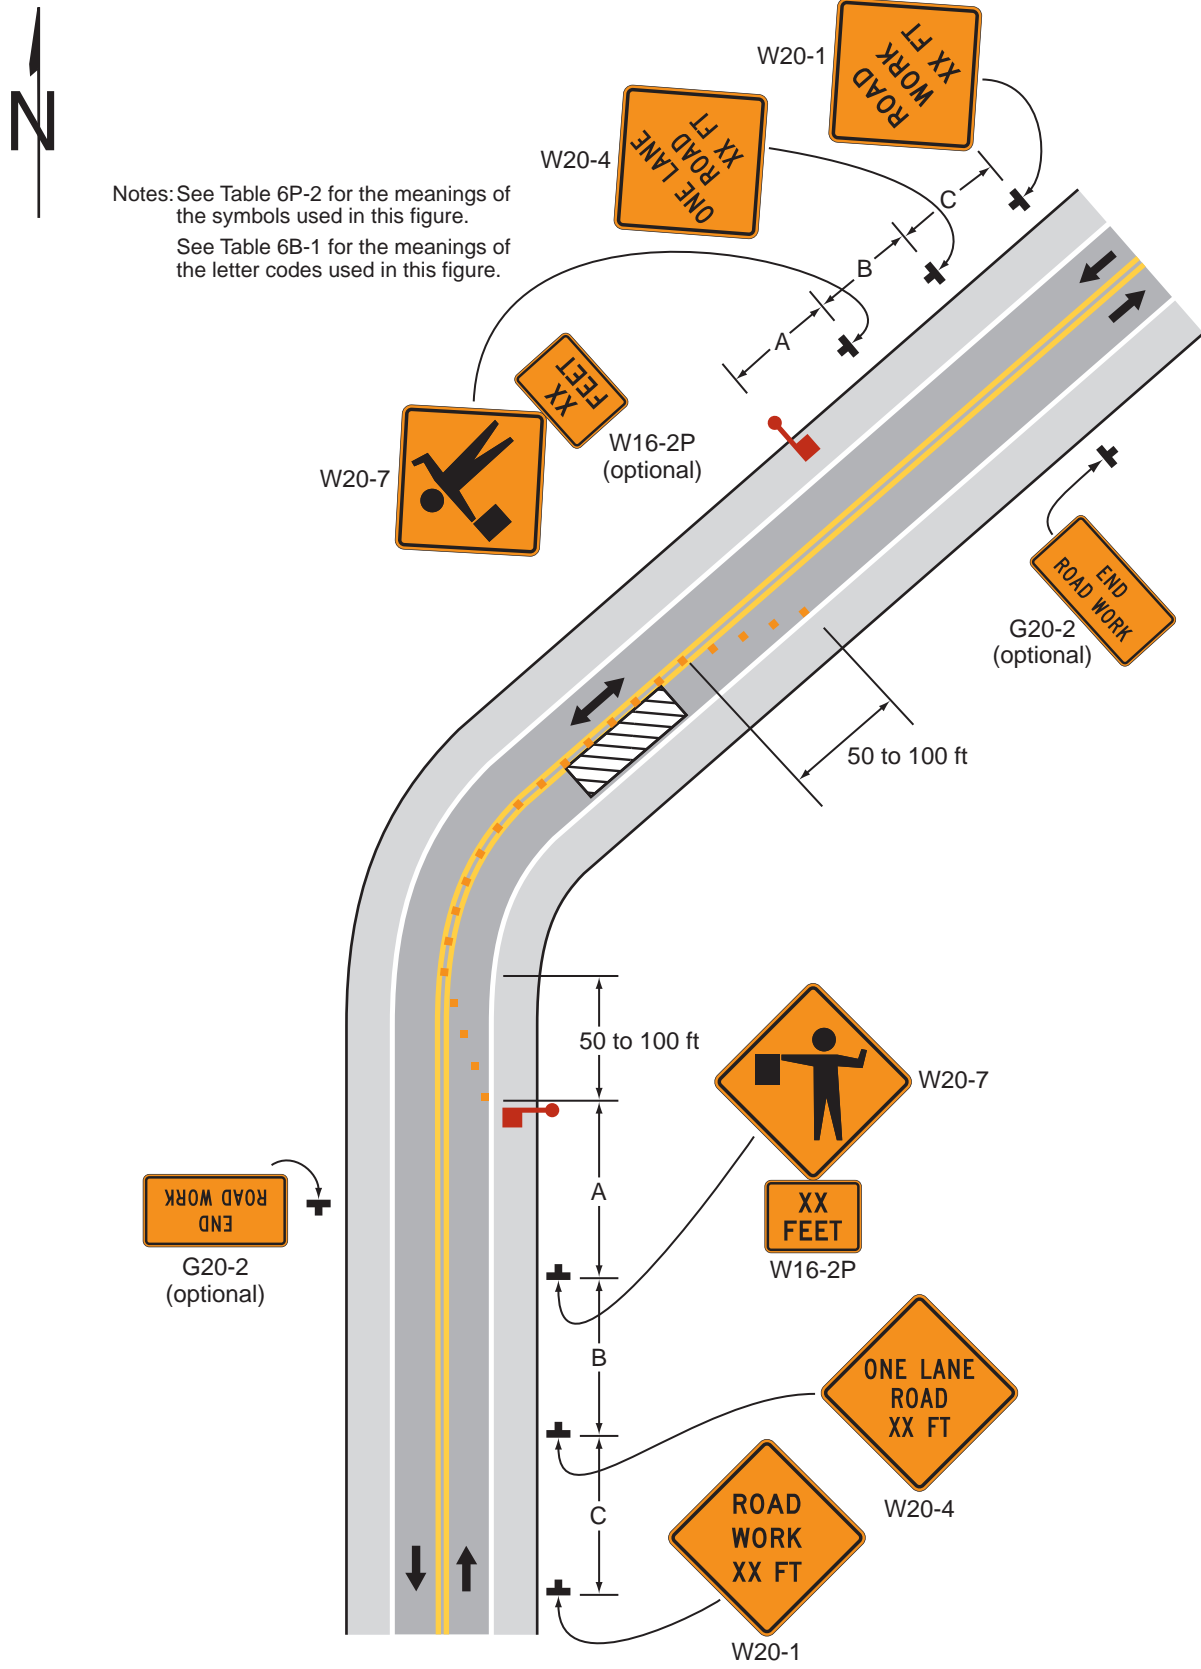 N
Notes: See Table 6P-2 for the meanings of
the symbols used in this figure.
See Table 6B-1 for the meanings of
the letter codes used in this figure.
W20-1
ROAD
WORK
XX FT
W20-4
ONE LANE
ROAD
XX FT
C
B
A
XX
FEET
W16-2P
(optional)
W20-7
END
ROAD WORK
G20-2
(optional)
50 to 100 ft
50 to 100 ft
W20-7
A
XX
FEET
W16-2P
END
ROAD WORK
G20-2
(optional)
B
ONE LANE
ROAD
XX FT
W20-4
C
ROAD
WORK
XX FT
W20-1